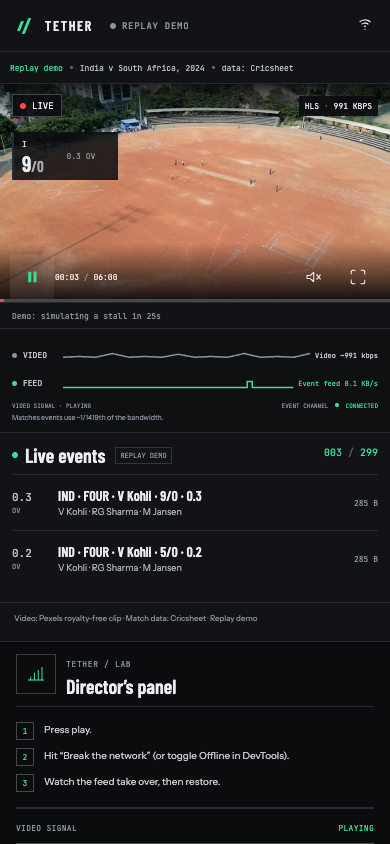 TETHER
REPLAY DEMO
Replay demo • India v South Africa, 2024 • data: Cricsheet
LIVE
HLS · 991 KBPS
I
9/0
0.3 OV
00:03 / 06:00
Demo: simulating a stall in 25s
VIDEO
Video ~991 kbps
FEED
Event feed 0.1 KB/s
VIDEO SIGNAL · PLAYING
EVENT CHANNEL • CONNECTED
Matches events use ~1/1419th of the bandwidth.
Live events
REPLAY DEMO
003 / 299
0.3
OV
IND · FOUR · V Kohli · 9/0 · 0.3
V Kohli · RG Sharma · M Jansen
285 B
0.2
OV
IND · FOUR · V Kohli · 5/0 · 0.2
V Kohli · RG Sharma · M Jansen
285 B
Video: Pexels royalty-free clip · Match data: Cricsheet · Replay demo
TETHER / LAB
Director's panel
1 Press play.
2 Hit “Break the network” (or toggle Offline in DevTools).
3 Watch the feed take over, then restore.
VIDEO SIGNAL
PLAYING